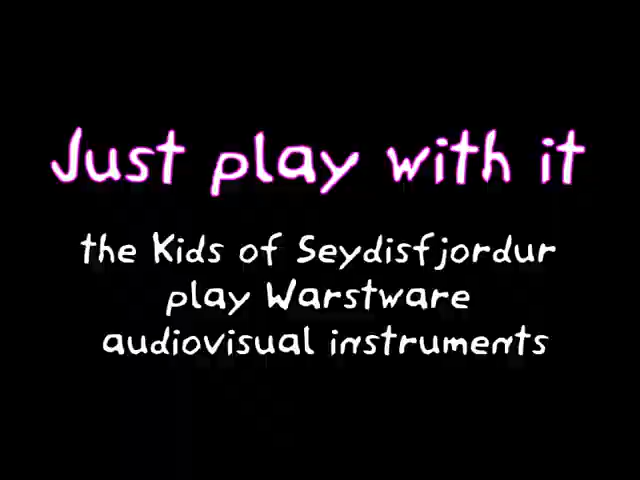 Just play with it
the Kids of Seydisfjordur
play Warstware
audiovisual instruments